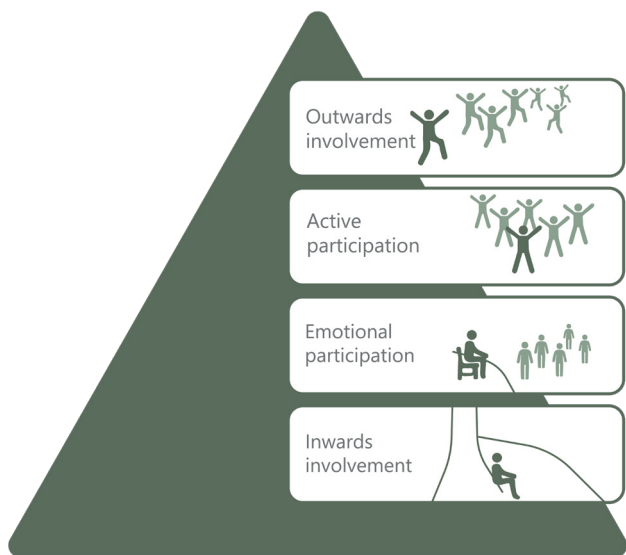 Outwards
involvement
Active
participation
Emotional
participation
Inwards
involvement